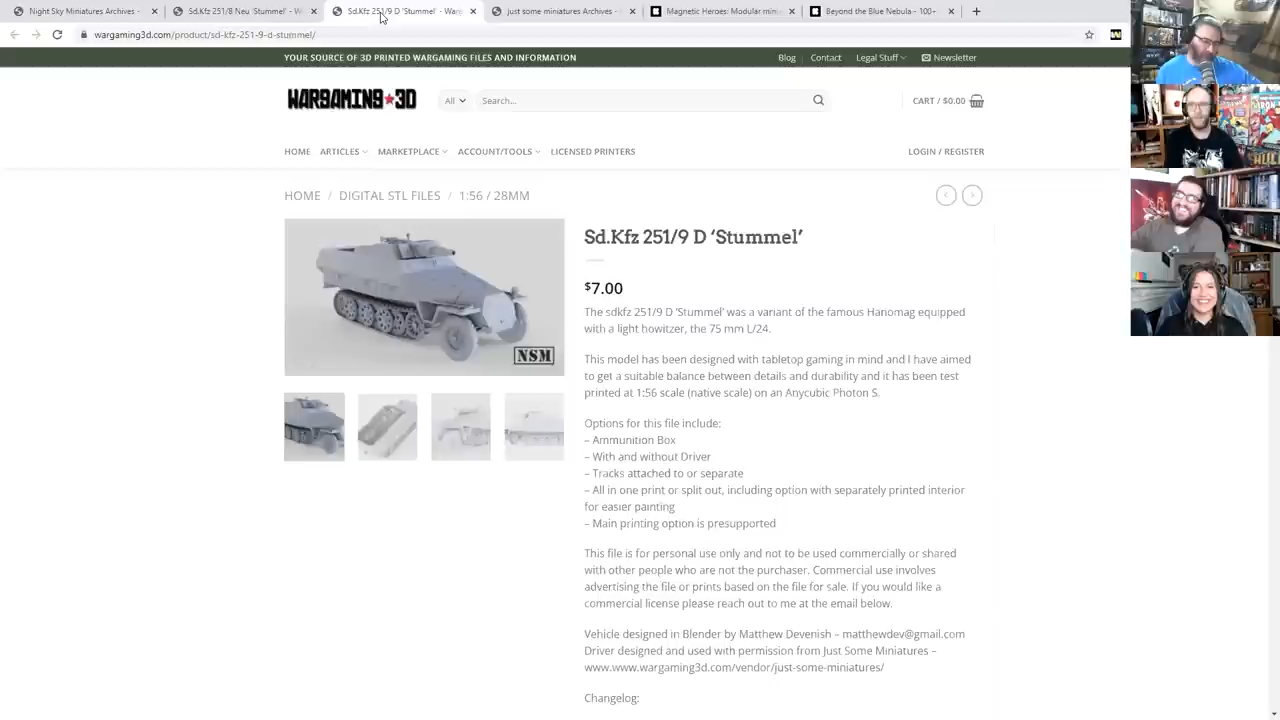 Night Sky Miniatures Archives -
Sd.Kfz 251/8 Neu 'Stummel' - W
Sd.Kfz 251/9 D 'Stummel' - Warg
just some miniatures Archives -
Magnetic Heroes: Modular mini
Beyond the Blue Nebula - 100+
wargaming3d.com/product/sd-kfz-251-9-d-stummel/
YOUR SOURCE OF 3D PRINTED WARGAMING FILES AND INFORMATION
Blog
Contact
Legal Stuff
Newsletter
WARGAMING 3D
All
Search...
CART / $0.00
HOME
ARTICLES
MARKETPLACE
ACCOUNT/TOOLS
LICENSED PRINTERS
LOGIN / REGISTER
HOME / DIGITAL STL FILES / 1:56 / 28MM
NSM
Sd.Kfz 251/9 D ‘Stummel’
$7.00
The sdkfz 251/9 D ‘Stummel’ was a variant of the famous Hanomag equipped
with a light howitzer, the 75 mm L/24.
This model has been designed with tabletop gaming in mind and I have aimed
to get a suitable balance between details and durability and it has been test
printed at 1:56 scale (native scale) on an Anycubic Photon S.
Options for this file include:
– Ammunition Box
– With and without Driver
– Tracks attached to or separate
– All in one print or split out, including option with separately printed interior
for easier painting
– Main printing option is presupported
This file is for personal use only and not to be used commercially or shared
with other people who are not the purchaser. Commercial use involves
advertising the file or prints based on the file for sale. If you would like a
commercial license please reach out to me at the email below.
Vehicle designed in Blender by Matthew Devenish – matthewdev@gmail.com
Driver designed and used with permission from Just Some Miniatures –
www.www.wargaming3d.com/vendor/just-some-miniatures/
Changelog: